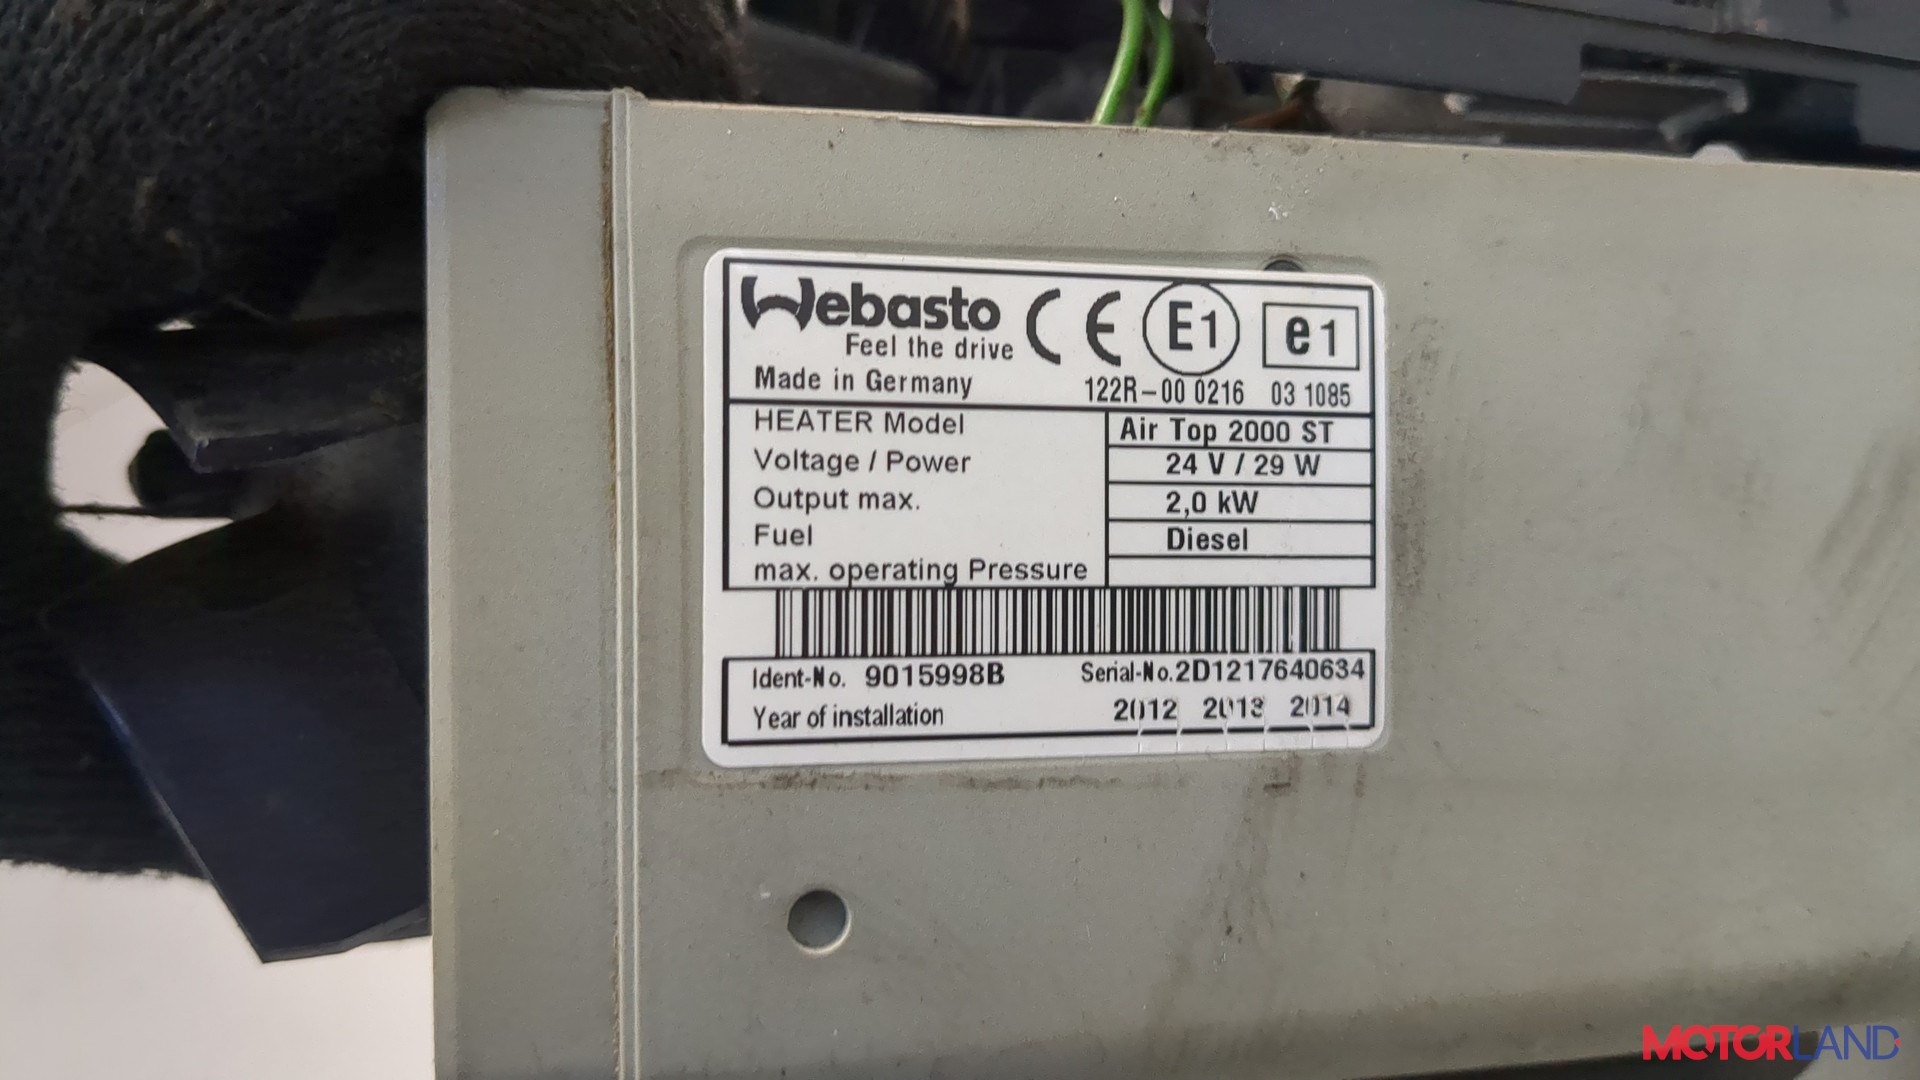 Webasto CE E1 e1
Feel the drive
Made in Germany 122R-00 0216 03 1085
HEATER Model Air Top 2000 ST
Voltage / Power 24 V / 29 W
Output max. 2,0 kW
Fuel Diesel
max. operating Pressure
Ident-No. 9015998B Serial-No. 2D1217640634
Year of installation 2012 2013 2014
MOTORLAND